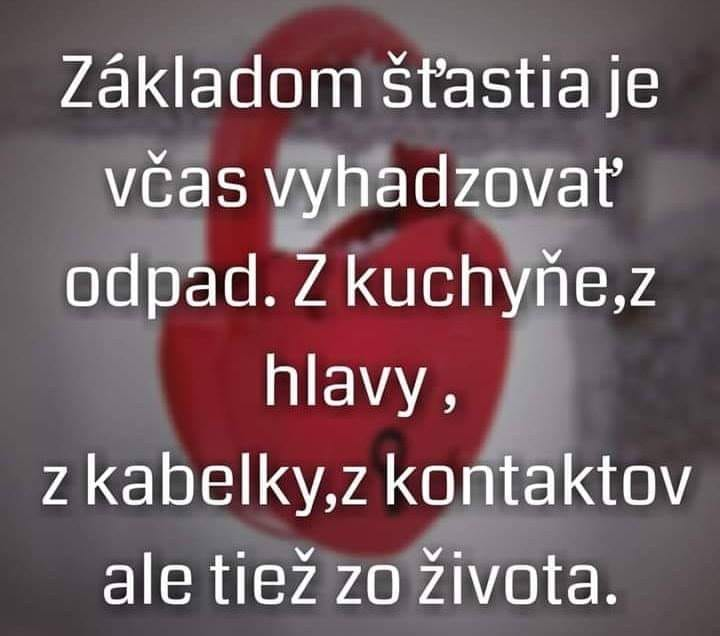 Základom šťastia je
včas vyhadzovať
odpad. Z kuchyňe,z
hlavy ,
z kabelky,z kontaktov
ale tiež zo života.